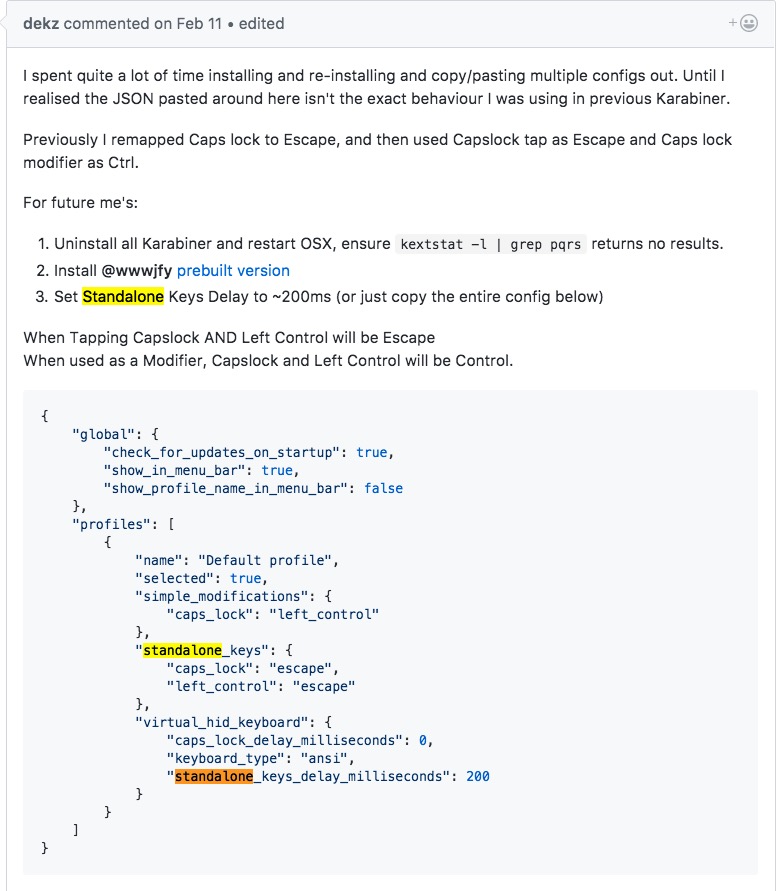 dekz commented on Feb 11 • edited
I spent quite a lot of time installing and re-installing and copy/pasting multiple configs out. Until I
realised the JSON pasted around here isn't the exact behaviour I was using in previous Karabiner.
Previously I remapped Caps lock to Escape, and then used Capslock tap as Escape and Caps lock
modifier as Ctrl.
For future me's:
1. Uninstall all Karabiner and restart OSX, ensure kextstat -l | grep pqrs returns no results.
2. Install @wwwjfy prebuilt version
3. Set Standalone Keys Delay to ~200ms (or just copy the entire config below)
When Tapping Capslock AND Left Control will be Escape
When used as a Modifier, Capslock and Left Control will be Control.
{
    "global": {
        "check_for_updates_on_startup": true,
        "show_in_menu_bar": true,
        "show_profile_name_in_menu_bar": false
    },
    "profiles": [
        {
            "name": "Default profile",
            "selected": true,
            "simple_modifications": {
                "caps_lock": "left_control"
            },
            "standalone_keys": {
                "caps_lock": "escape",
                "left_control": "escape"
            },
            "virtual_hid_keyboard": {
                "caps_lock_delay_milliseconds": 0,
                "keyboard_type": "ansi",
                "standalone_keys_delay_milliseconds": 200
            }
        }
    ]
}